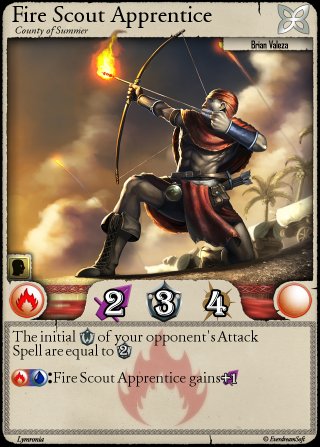 Fire Scout Apprentice
County of Summer
Brian Valeza
2 3 4
The initial of your opponent's Attack
Spell are equal to 2
: Fire Scout Apprentice gains +1
Lymronia © EverdreamSoft